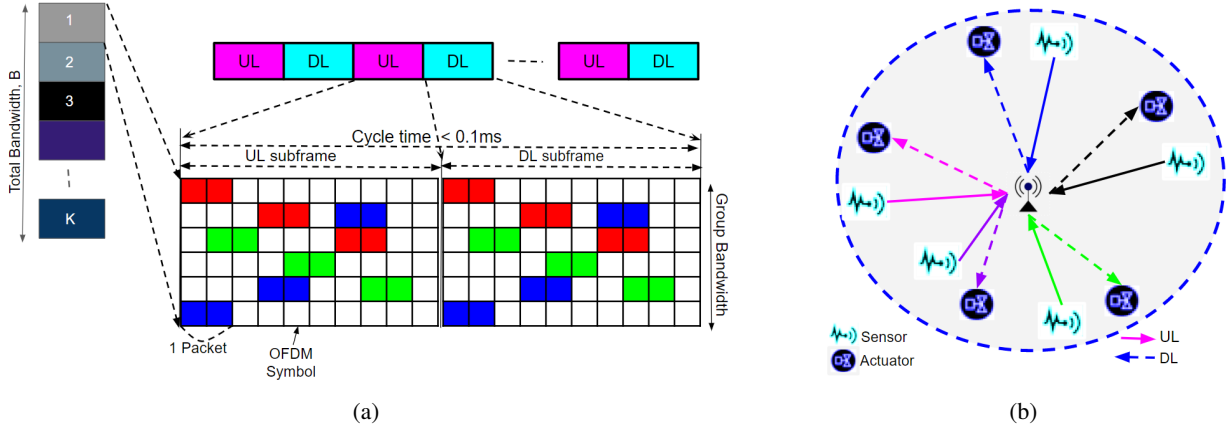 Total Bandwidth, B
1
2
3
K
UL DL UL DL UL DL
Cycle time < 0.1ms
UL subframe DL subframe
Group Bandwidth
1 Packet
OFDM
Symbol
(a)
Sensor
Actuator
UL
DL
(b)